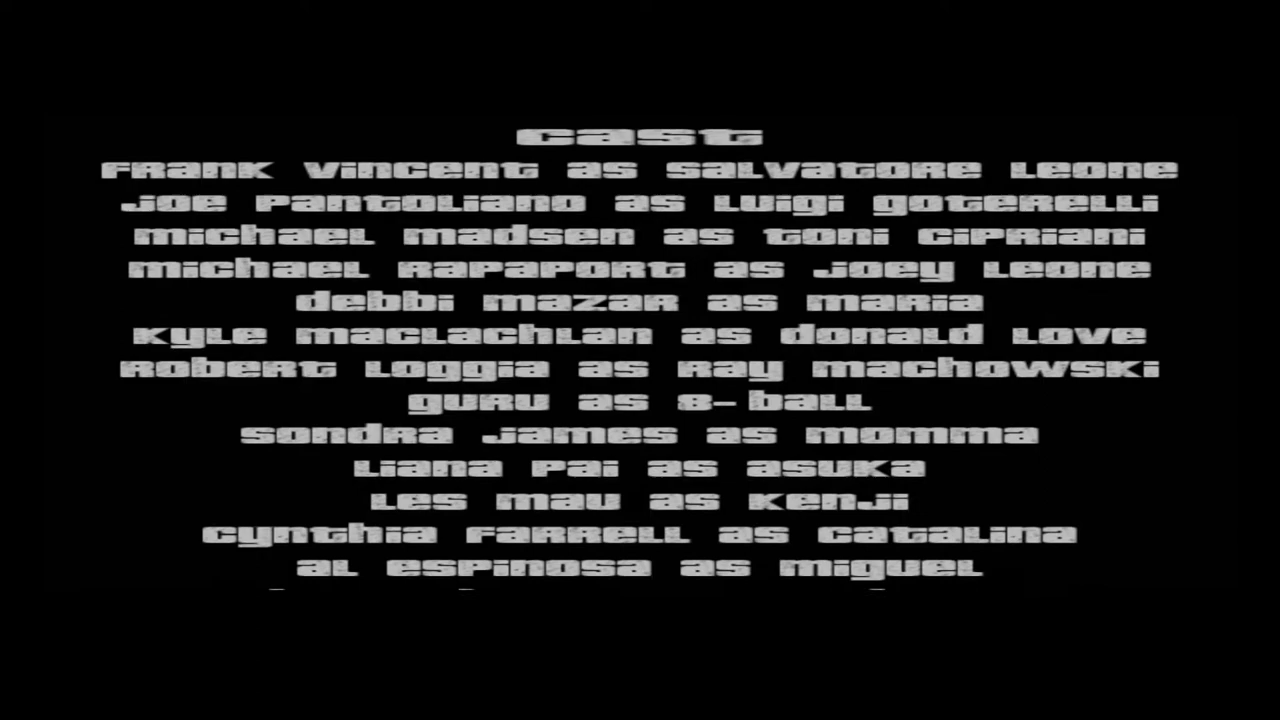 cast
Frank Vincent as Salvatore Leone
Joe Pantoliano as Luigi Goterelli
Michael Madsen as Toni Cipriani
Michael Rapaport as Joey Leone
Debbi Mazar as Maria
Kyle MacLachlan as Donald Love
Robert Loggia as Ray Machowski
Guru as 8-Ball
Sondra James as Momma
Liana Pai as Asuka
Les Mau as Kenji
Cynthia Farrell as Catalina
Al Espinosa as Miguel